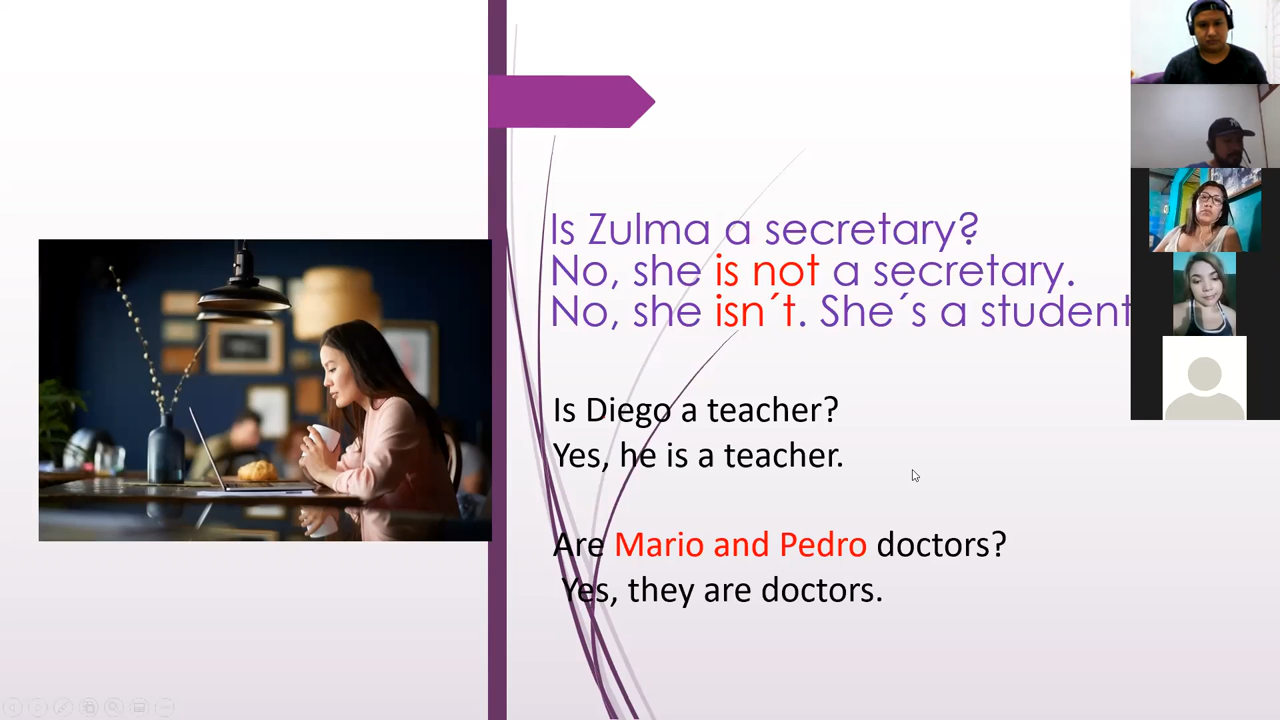 Is Zulma a secretary?
No, she is not a secretary.
No, she isn´t. She´s a student
Is Diego a teacher?
Yes, he is a teacher.
Are Mario and Pedro doctors?
Yes, they are doctors.